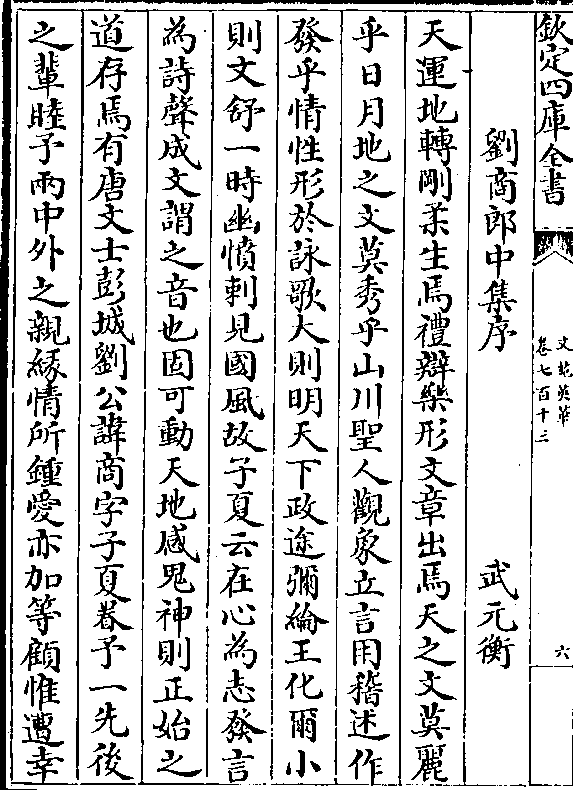 欽定四庫全書
文苑英華
卷七百十三
六
劉商郎中集序　武元衡
天運地轉剛柔生焉禮辯樂形文章出焉天之文莫麗
乎日月地之文莫秀乎山川聖人觀象立言用稽述作
發乎情性形於詠歌大則明天下政途彌綸王化爾小
則文舒一時幽憤刺見國風故子夏云在心為志發言
為詩聲成文謂之音也固可動天地感鬼神則正始之
道存焉有唐文士彭城劉公諱商字子夏眷予一先後
之輩睦予兩中外之親緣情所鍾愛亦加等顧惟遭幸